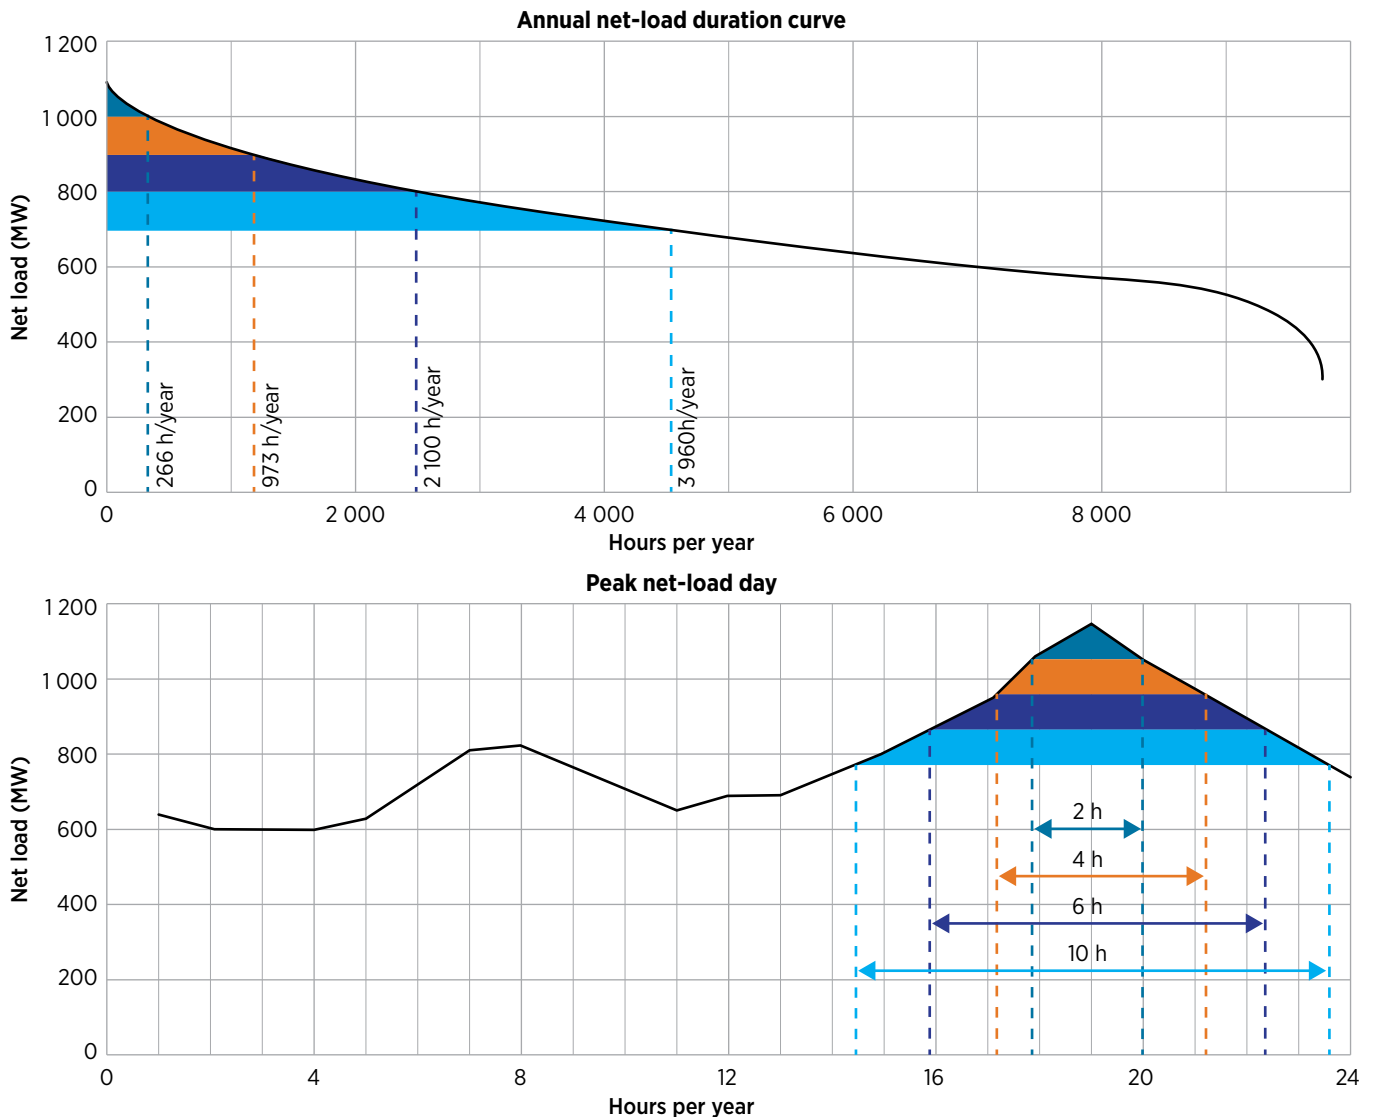 Annual net-load duration curve
1 200
1 000
800
600
400
200
0
Net load (MW)
266 h/year
973 h/year
2 100 h/year
3 960h/year
0 2 000 4 000 6 000 8 000
Hours per year
Peak net-load day
1 200
1 000
800
600
400
200
0
Net load (MW)
2 h
4 h
6 h
10 h
0 4 8 12 16 20 24
Hours per year